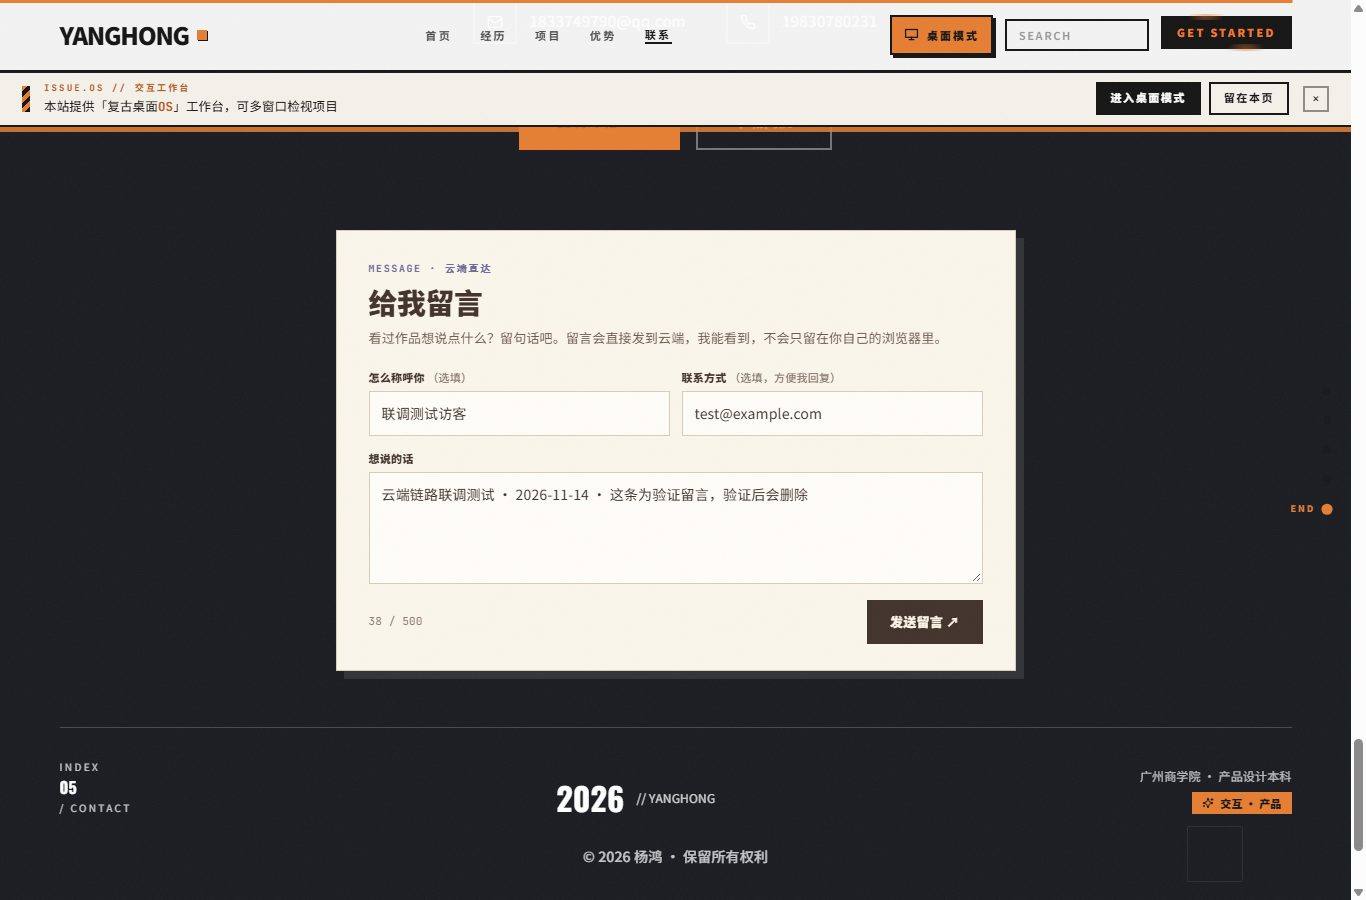 1833749790@qq.com 19830780231
YANGHONG 首页 经历 项目 优势 联系 桌面模式 SEARCH GET STARTED
ISSUE.OS // 交互工作台
本站提供「复古桌面OS」工作台，可多窗口检视项目
进入桌面模式 留在本页 ×
MESSAGE · 云端直达
给我留言
看过作品想说点什么？留句话吧。留言会直接发到云端，我能看到，不会只留在你自己的浏览器里。
怎么称呼你（选填） 联系方式（选填，方便我回复）
联调测试访客 test@example.com
想说的话
云端链路联调测试 · 2026-11-14 · 这条为验证留言，验证后会删除
END
38 / 500 发送留言 ↗
INDEX
05
/ CONTACT
2026 // YANGHONG
广州商学院 · 产品设计本科
交互 · 产品
© 2026 杨鸿 · 保留所有权利